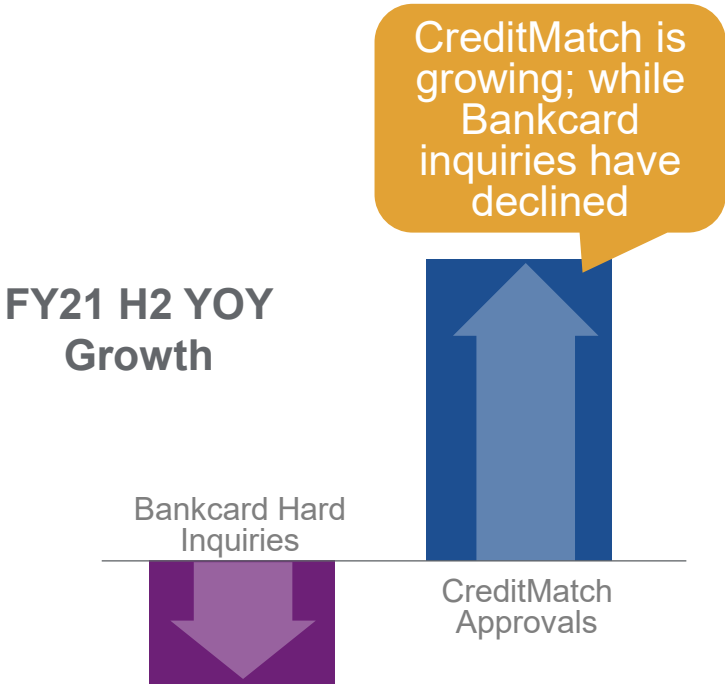 CreditMatch is
growing; while
Bankcard
inquiries have
declined
FY21 H2 YOY
Growth
Bankcard Hard
Inquiries
CreditMatch
Approvals